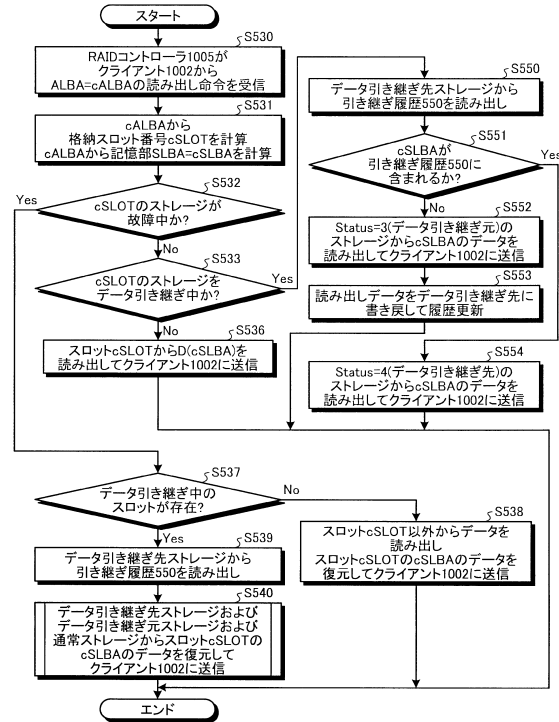 スタート
S530
RAIDコントローラ1005が
クライアント1002から
ALBA=cALBAの読み出し命令を受信
S531
cALBAから
格納スロット番号cSLOTを計算
cALBAから記憶部SLBA=cSLBAを計算
S532
cSLOTのストレージが
故障中か?
Yes
No
S533
cSLOTのストレージを
データ引き継ぎ中か?
Yes
No
S536
スロットcSLOTからD(cSLBA)を
読み出してクライアント1002に送信
S550
データ引き継ぎ先ストレージから
引き継ぎ履歴550を読み出し
S551
cSLBAが
引き継ぎ履歴550に
含まれるか?
Yes
No
S552
Status=3(データ引き継ぎ元)の
ストレージからcSLBAのデータを
読み出してクライアント1002に送信
S553
読み出しデータをデータ引き継ぎ先に
書き戻して履歴更新
S554
Status=4(データ引き継ぎ先)の
ストレージからcSLBAのデータを
読み出してクライアント1002に送信
S537
データ引き継ぎ中の
スロットが存在?
No
Yes
S538
スロットcSLOT以外からデータを
読み出し
スロットcSLOTのcSLBAのデータを
復元してクライアント1002に送信
S539
データ引き継ぎ先ストレージから
引き継ぎ履歴550を読み出し
S540
データ引き継ぎ先ストレージおよび
データ引き継ぎ元ストレージおよび
通常ストレージからスロットcSLOTの
cSLBAのデータを復元して
クライアント1002に送信
エンド